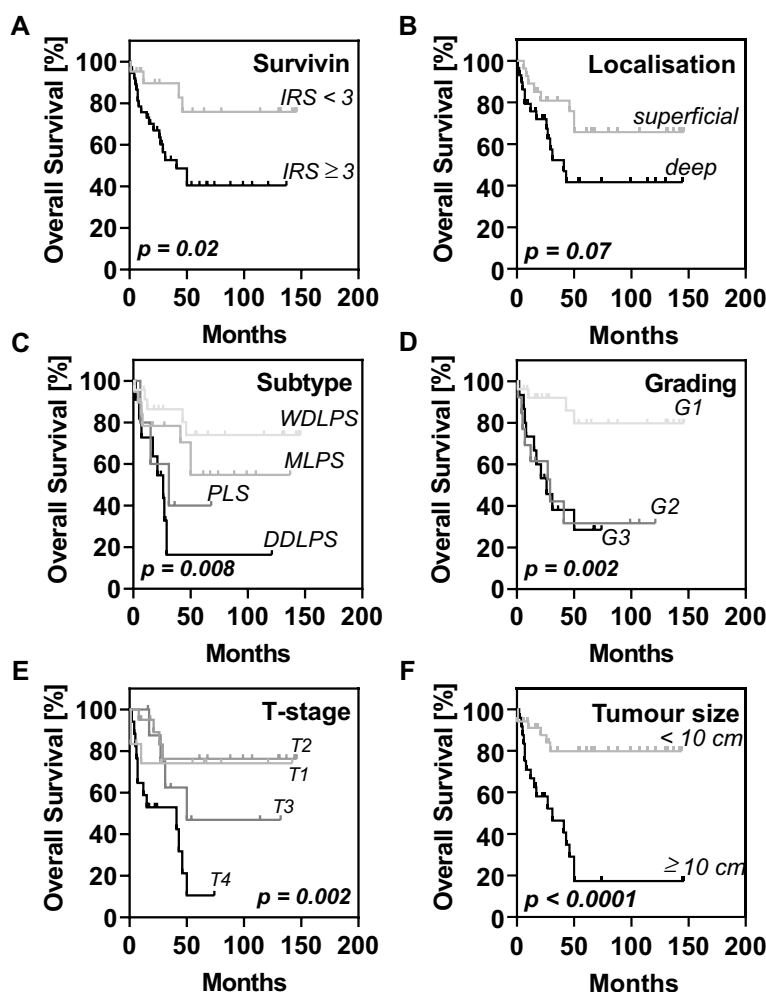 A
Survivin
IRS < 3
IRS ≥ 3
p = 0.02
Overall Survival [%]
100
80
60
40
20
0
0 50 100 150 200
Months
B
Localisation
superficial
deep
p = 0.07
Overall Survival [%]
100
80
60
40
20
0
0 50 100 150 200
Months
C
Subtype
WDLPS
MLPS
PLS
DDLPS
p = 0.008
Overall Survival [%]
100
80
60
40
20
0
0 50 100 150 200
Months
D
Grading
G1
G2
G3
p = 0.002
Overall Survival [%]
100
80
60
40
20
0
0 50 100 150 200
Months
E
T-stage
T2
T1
T3
T4
p = 0.002
Overall Survival [%]
100
80
60
40
20
0
0 50 100 150 200
Months
F
Tumour size
< 10 cm
≥ 10 cm
p < 0.0001
Overall Survival [%]
100
80
60
40
20
0
0 50 100 150 200
Months